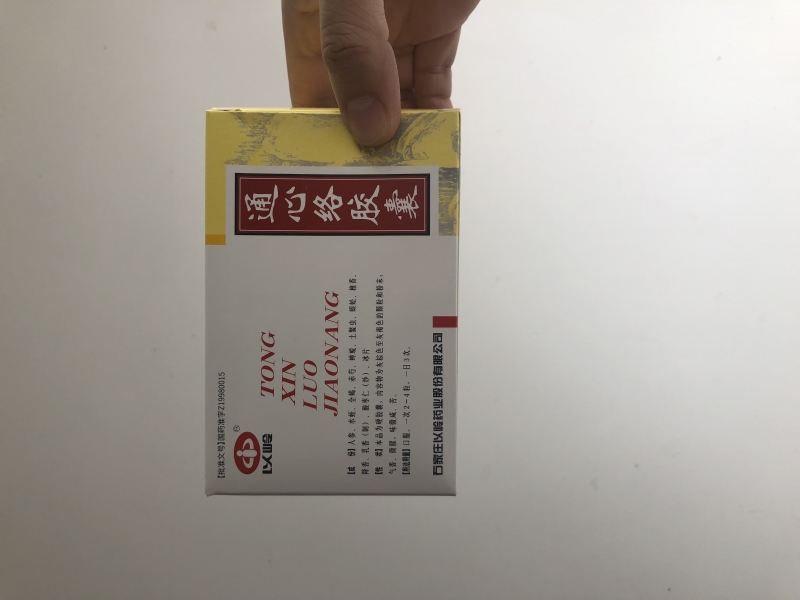 通心络胶囊
TONG
XIN
LUO
JIAONANG
【批准文号】国药准字Z19980015
以岭
【成 份】人参、水蛭、全蝎、赤芍、蝉蜕、土鳖虫、蜈蚣、檀香、
降香、乳香（制）、酸枣仁（炒）、冰片
【性 状】本品为硬胶囊，内容物为灰棕色至灰褐色的颗粒和粉末；
气香、微腥，味微咸、苦。
【用法用量】口服。一次2～4粒，一日3次。
石家庄以岭药业股份有限公司